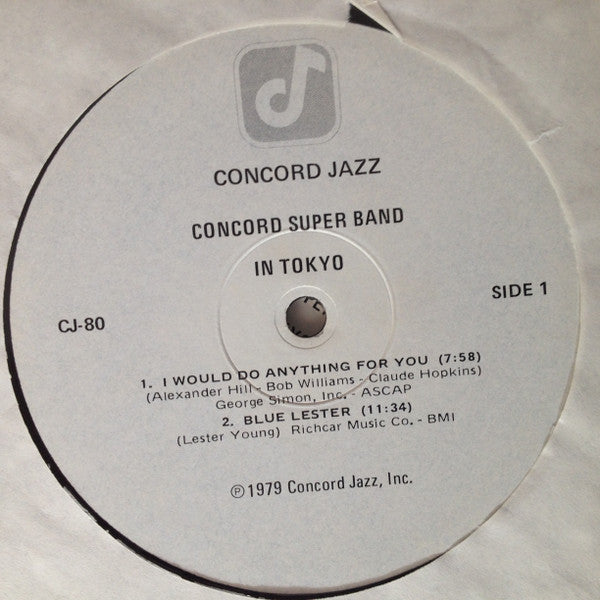 CONCORD JAZZ
CONCORD SUPER BAND
IN TOKYO
CJ-80
SIDE 1
1. I WOULD DO ANYTHING FOR YOU (7:58)
(Alexander Hill - Bob Williams - Claude Hopkins)
George Simon, Inc. - ASCAP
2. BLUE LESTER (11:34)
(Lester Young) Richcar Music Co. - BMI
℗ 1979 Concord Jazz, Inc.